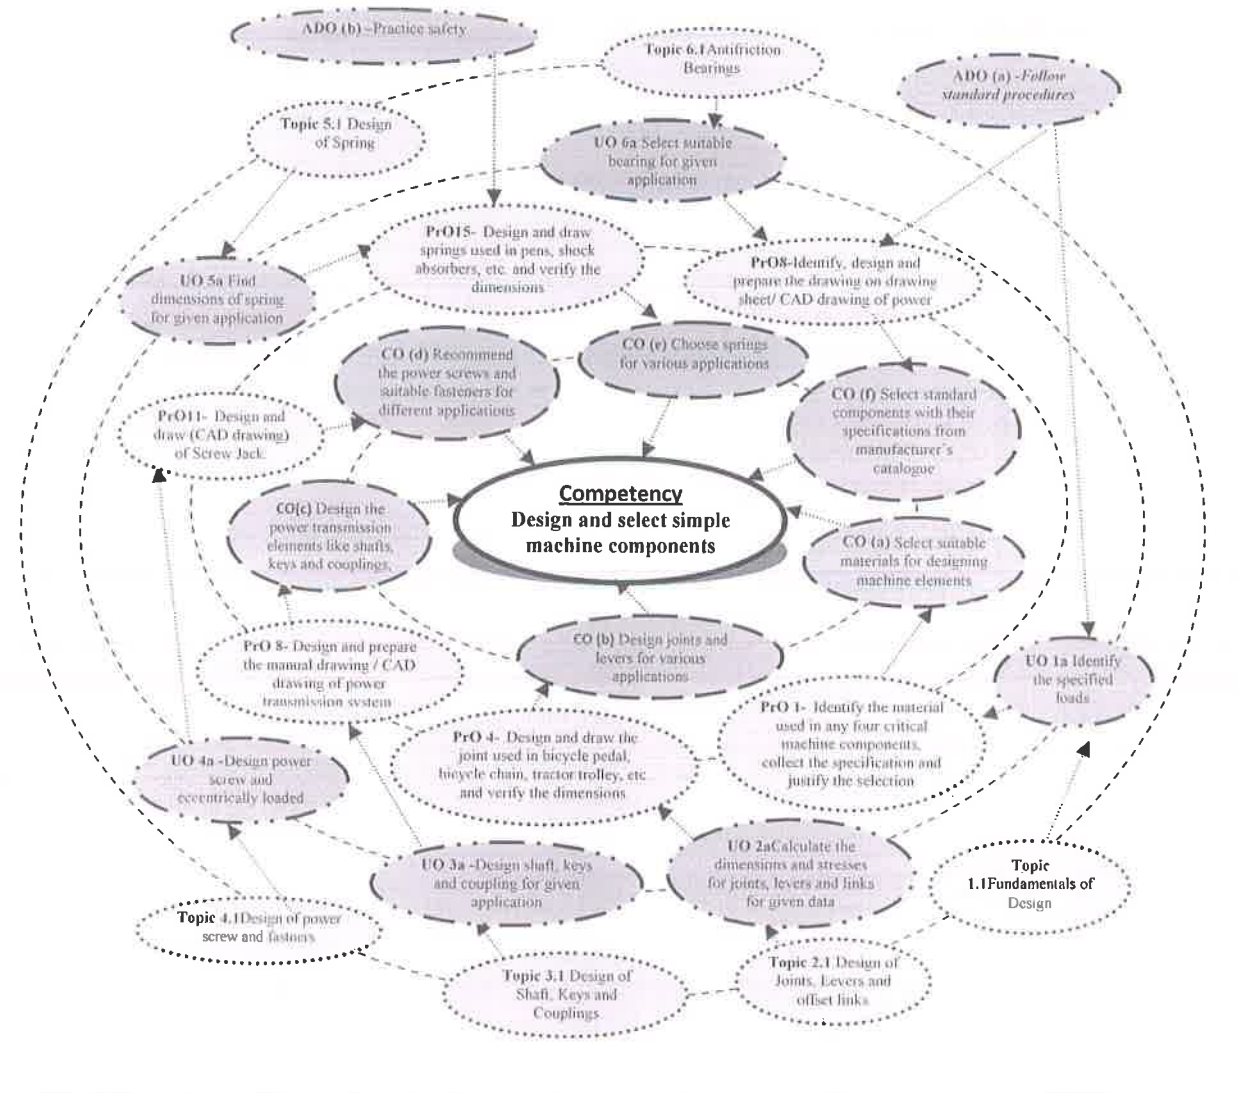 ADO (b) –Practice safety
Topic 6.1Antifriction
Bearings
ADO (a) -Follow
standard procedures
Topic 5.1 Design
of Spring
UO 6a Select suitable
bearing for given
application
PrO15- Design and draw
springs used in pens, shock
absorbers, etc. and verify the
dimensions
PrO8-Identify, design and
prepare the drawing on drawing
sheet/ CAD drawing of power
UO 5a Find
dimensions of spring
for given application
CO (d) Recommend
the power screws and
suitable fasteners for
different applications
CO (e) Choose springs
for various applications
CO (f) Select standard
components with their
specifications from
manufacturer's
catalogue
PrO11- Design and
draw (CAD drawing)
of Screw Jack
Competency
Design and select simple
machine components
CO(c) Design the
power transmission
elements like shafts,
keys and couplings,
CO (a) Select suitable
materials for designing
machine elements
CO (b) Design joints and
levers for various
applications
PrO 8- Design and prepare
the manual drawing / CAD
drawing of power
transmission system
UO 1a Identify
the specified
loads
PrO 1- Identify the material
used in any four critical
machine components,
collect the specification and
justify the selection
PrO 4- Design and draw the
joint used in bicycle pedal,
bicycle chain, tractor trolley, etc
and verify the dimensions
UO 4a -Design power
screw and
eccentrically loaded
UO 3a -Design shaft, keys
and coupling for given
application
UO 2aCalculate the
dimensions and stresses
for joints, levers and links
for given data
Topic
1.1Fundamentals of
Design
Topic 4.1Design of power
screw and fastners
Topic 3.1 Design of
Shaft, Keys and
Couplings
Topic 2.1 Design of
Joints, Levers and
offset links